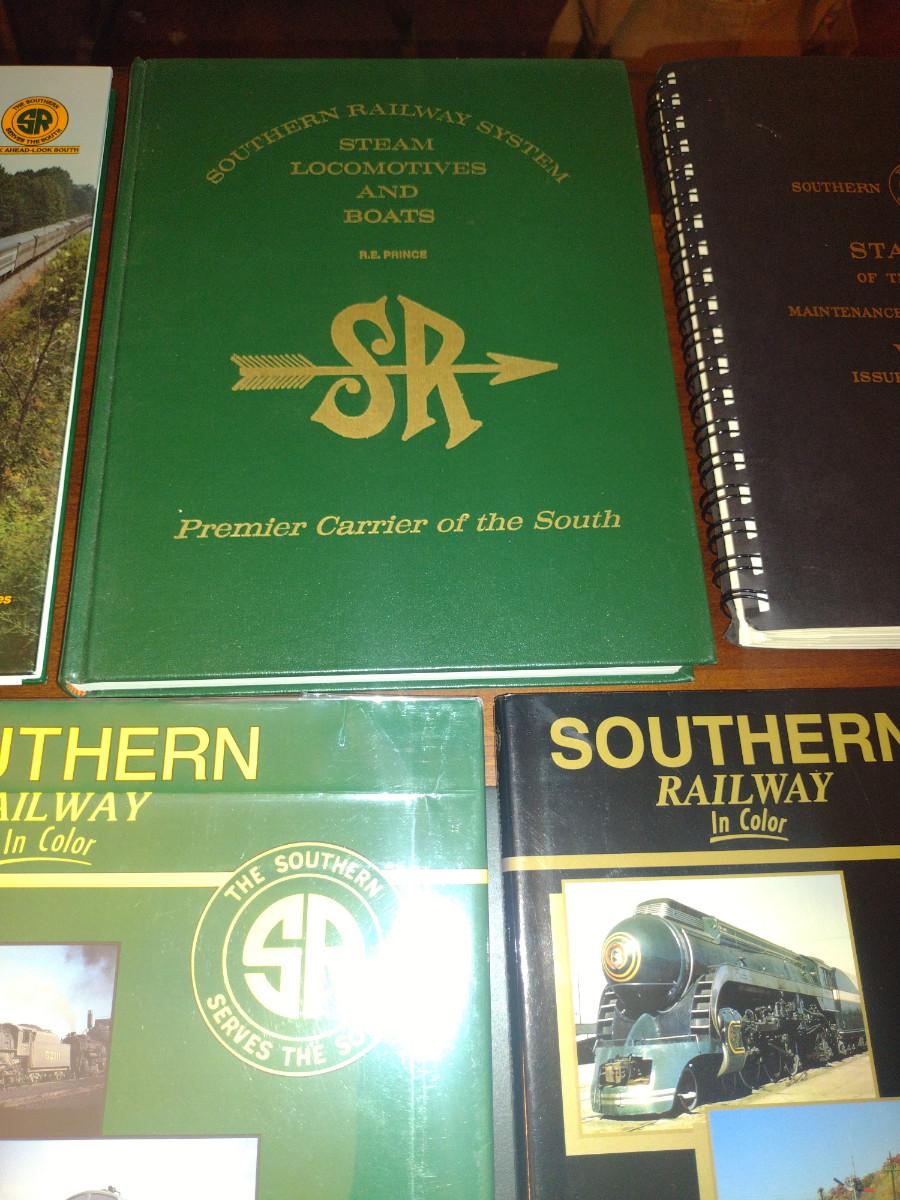 THE SOUTHERN
SR
SERVES THE SOUTH
AHEAD-LOOK SOUTH
es
SOUTHERN RAILWAY SYSTEM
STEAM
LOCOMOTIVES
AND
BOATS
R.E. PRINCE
SR
Premier Carrier of the South
SOUTHERN
STA
OF T
MAINTENANCE
ISSUE
UTHERN
AILWAY
In Color
THE SOUTHERN
SR
SERVES THE SO
SOUTHERN
RAILWAY
In Color